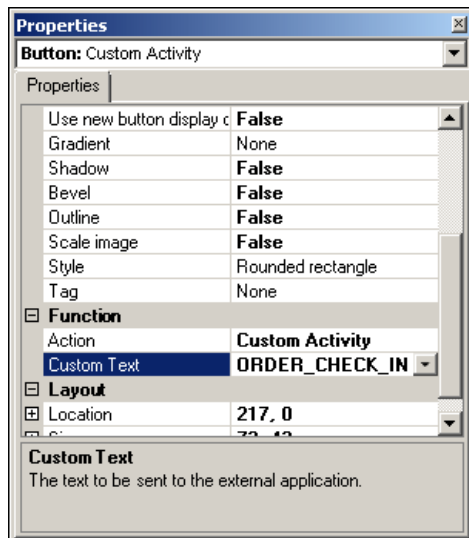 Properties
Button: Custom Activity
Properties
Use new button display c False
Gradient None
Shadow False
Bevel False
Outline False
Scale image False
Style Rounded rectangle
Tag None
Function
Action Custom Activity
Custom Text ORDER_CHECK_IN
Layout
Location 217, 0
Custom Text
The text to be sent to the external application.